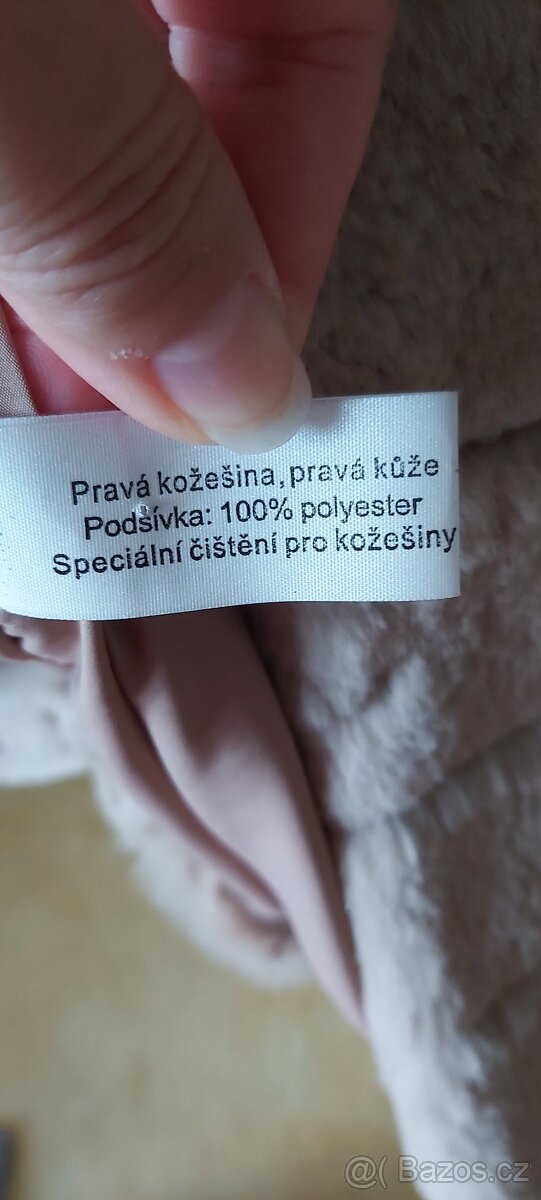 Pravá kožešina, pravá kůže
Podšívka: 100% polyester
Speciální čištění pro kožešiny
@( Bazos.cz